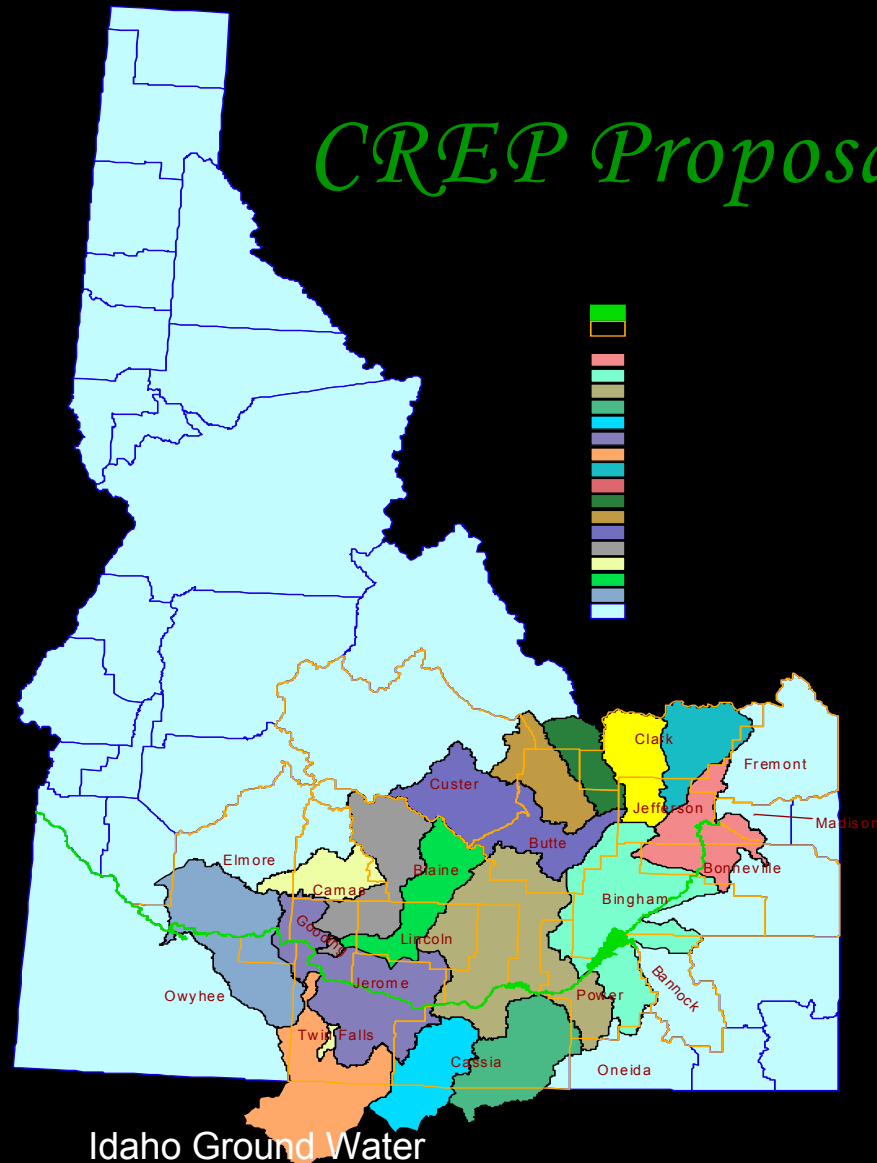 CREP Proposa
Clark
Fremont
Custer
Jefferson
Madison
Butte
Elmore
Blaine
Bonneville
Camas
Bingham
Gooding
Lincoln
Jerome
Bannock
Owyhee
Power
Twin Falls
Cassia
Oneida
Idaho Ground Water